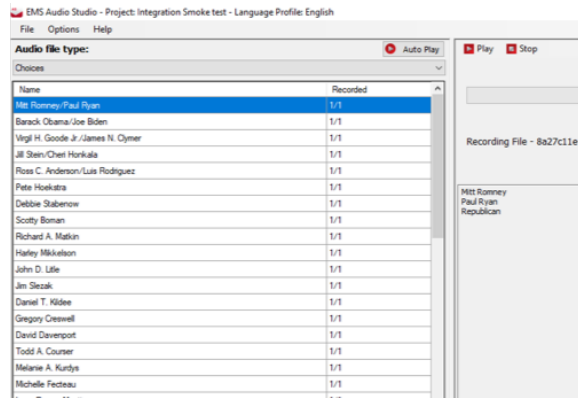 EMS Audio Studio - Project: Integration Smoke test - Language Profile: English
File Options Help
Audio file type:
Auto Play
Choices
Name Recorded
Mitt Romney/Paul Ryan 1/1
Barack Obama/Joe Biden 1/1
Virgil H. Goode Jr./James N. Clymer 1/1
Jill Stein/Cheri Honkala 1/1
Ross C. Anderson/Luis Rodriguez 1/1
Pete Hoekstra 1/1
Debbie Stabenow 1/1
Scotty Boman 1/1
Richard A. Matkin 1/1
Harley Mikkelson 1/1
John D. Litle 1/1
Jim Slezak 1/1
Daniel T. Kildee 1/1
Gregory Creswell 1/1
David Davenport 1/1
Todd A. Courser 1/1
Melanie A. Kurdys 1/1
Michelle Fecteau 1/1
Play Stop
Recording File - 8a27c11e
Mitt Romney
Paul Ryan
Republican